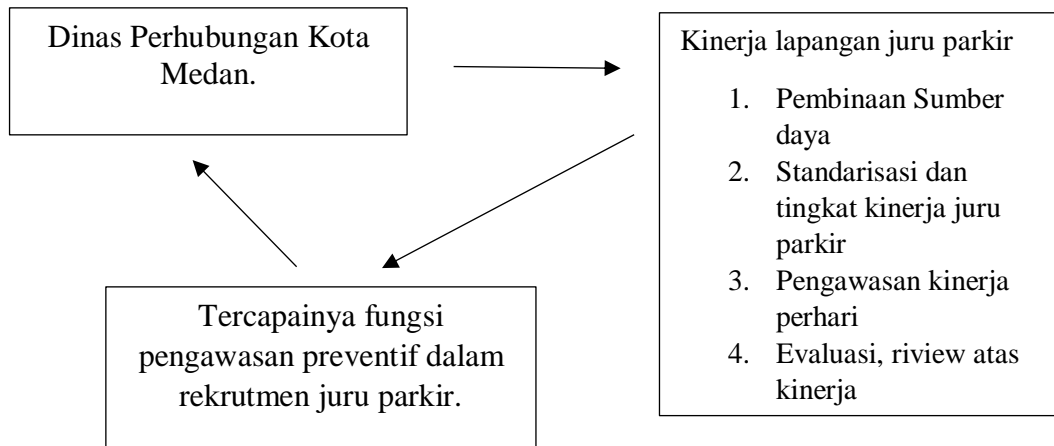 Dinas Perhubungan Kota
Medan.
Kinerja lapangan juru parkir
1. Pembinaan Sumber
daya
2. Standarisasi dan
tingkat kinerja juru
parkir
3. Pengawasan kinerja
perhari
4. Evaluasi, riview atas
kinerja
Tercapainya fungsi
pengawasan preventif dalam
rekrutmen juru parkir.